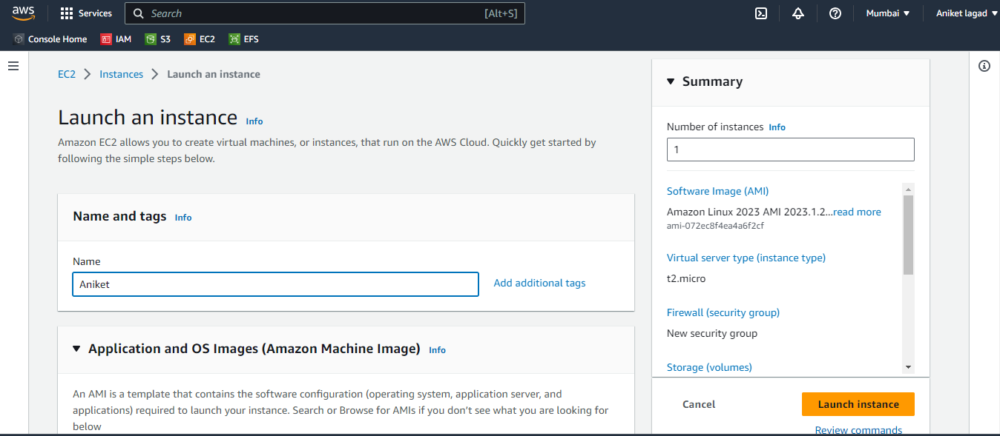 aws
Services
Search
[Alt+S]
Mumbai
Aniket lagad
Console Home
IAM
S3
EC2
EFS
EC2
Instances
Launch an instance
Launch an instance Info
Amazon EC2 allows you to create virtual machines, or instances, that run on the AWS Cloud. Quickly get started by
following the simple steps below.
Name and tags Info
Name
Aniket
Add additional tags
Application and OS Images (Amazon Machine Image) Info
An AMI is a template that contains the software configuration (operating system, application server, and
applications) required to launch your instance. Search or Browse for AMIs if you don't see what you are looking for
below
Summary
Number of instances Info
1
Software Image (AMI)
Amazon Linux 2023 AMI 2023.1.2...read more
ami-072ec8f4ea4a6f2cf
Virtual server type (instance type)
t2.micro
Firewall (security group)
New security group
Storage (volumes)
Cancel
Launch instance
Review commands